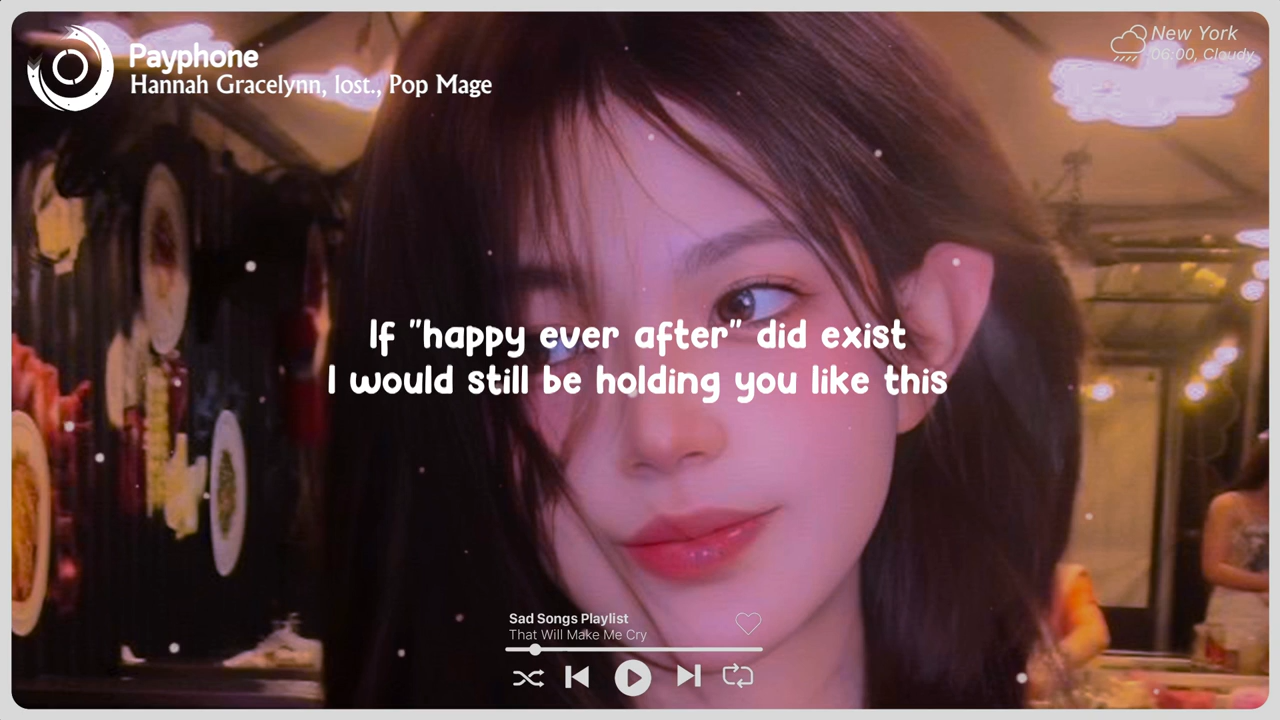 Payphone
Hannah Gracelynn, lost., Pop Mage
New York
06:00, Cloudy
If "happy ever after" did exist
I would still be holding you like this
Sad Songs Playlist
That Will Make Me Cry